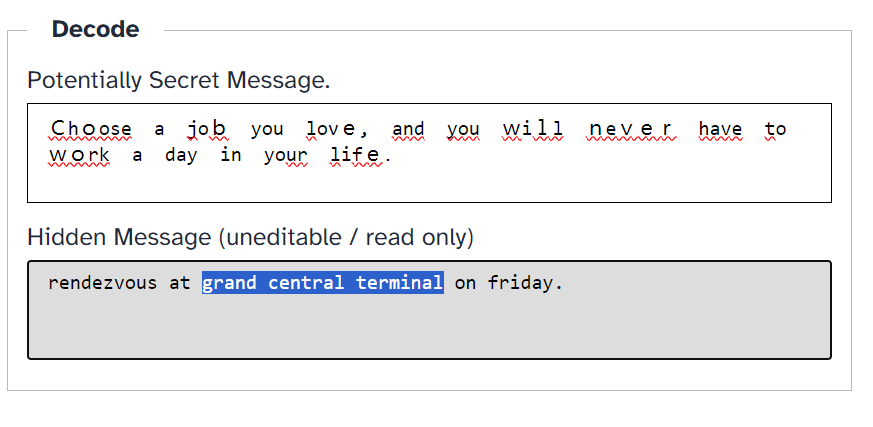 Decode
Potentially Secret Message.
Choose a job you love, and you will never have to
work a day in your life.
Hidden Message (uneditable / read only)
rendezvous at grand central terminal on friday.